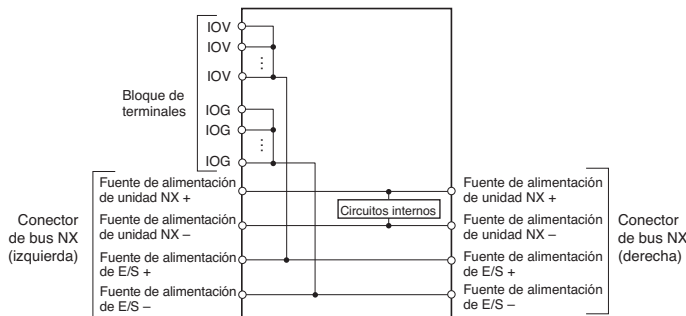 IOV
IOV
⋮
IOV
Bloque de
terminales
IOG
IOG
⋮
IOG
Conector
de bus NX
(izquierda)
Fuente de alimentación
de unidad NX +
Fuente de alimentación
de unidad NX –
Fuente de alimentación
de E/S +
Fuente de alimentación
de E/S –
Circuitos internos
Fuente de alimentación
de unidad NX +
Fuente de alimentación
de unidad NX –
Fuente de alimentación
de E/S +
Fuente de alimentación
de E/S –
Conector
de bus NX
(derecha)